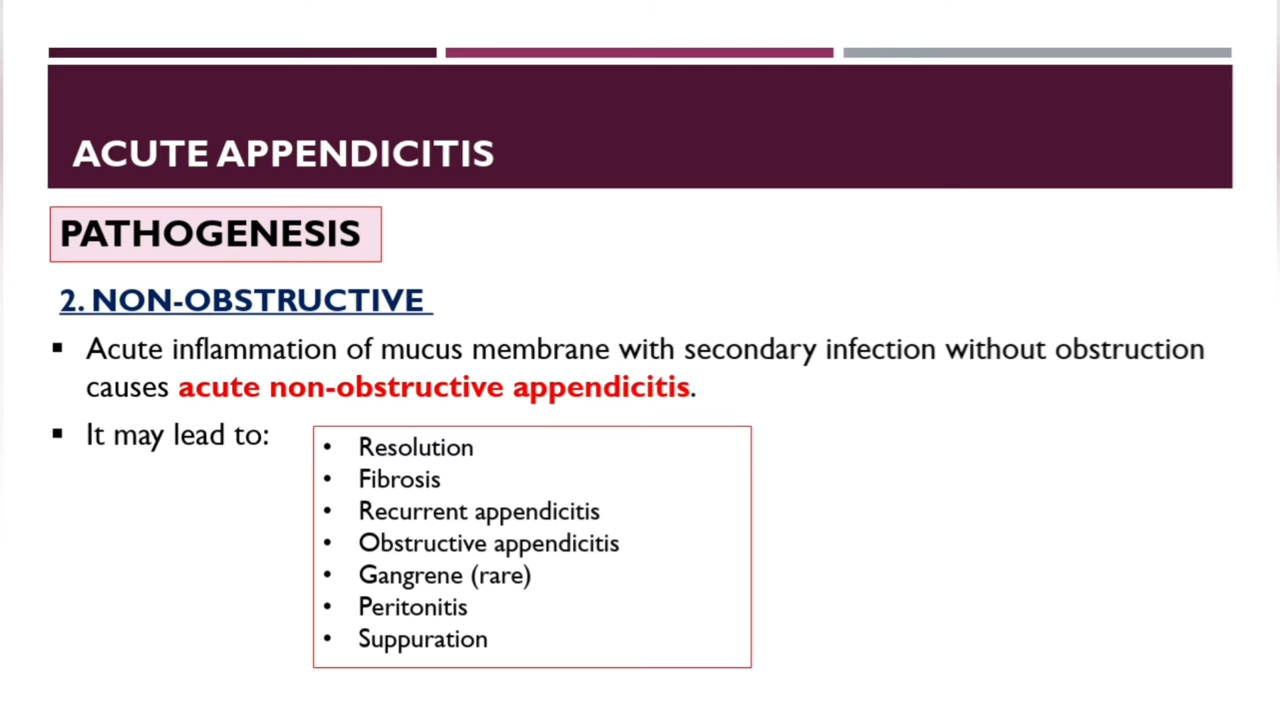 ACUTE APPENDICITIS
PATHOGENESIS
2. NON-OBSTRUCTIVE
▪ Acute inflammation of mucus membrane with secondary infection without obstruction
causes acute non-obstructive appendicitis.
▪ It may lead to:
• Resolution
• Fibrosis
• Recurrent appendicitis
• Obstructive appendicitis
• Gangrene (rare)
• Peritonitis
• Suppuration